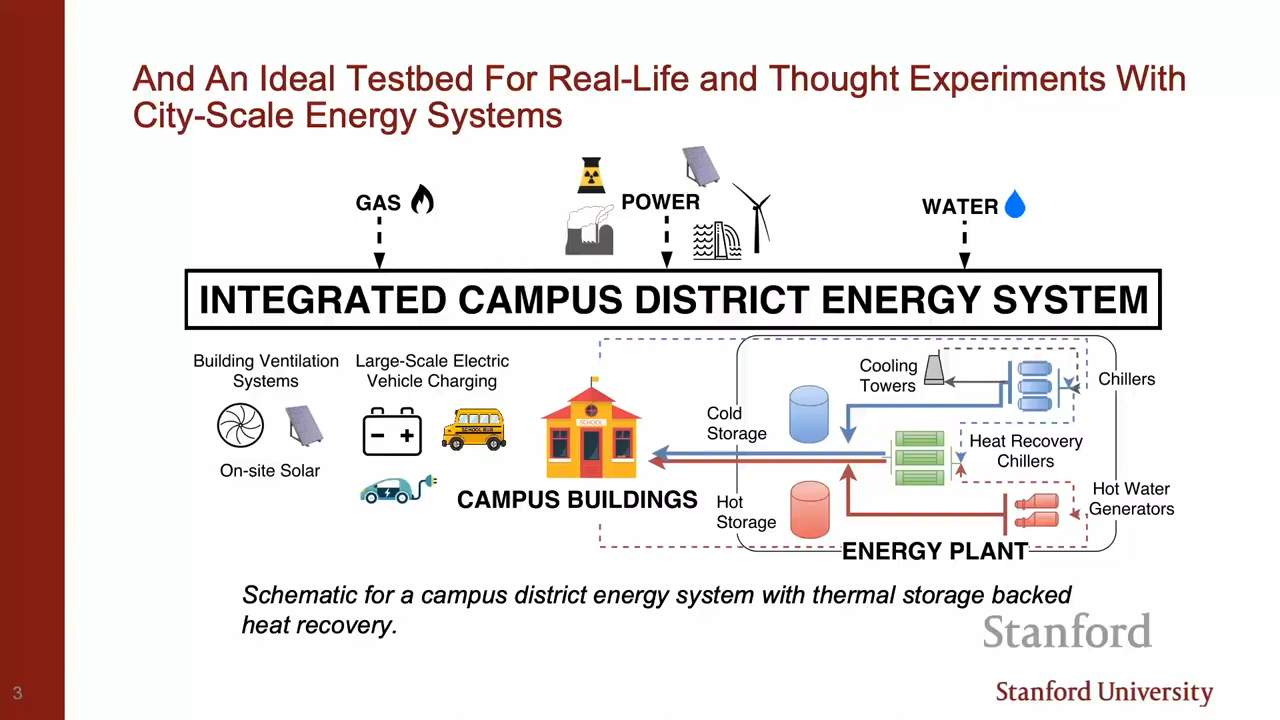 And An Ideal Testbed For Real-Life and Thought Experiments With
City-Scale Energy Systems
GAS
POWER
WATER
INTEGRATED CAMPUS DISTRICT ENERGY SYSTEM
Building Ventilation
Systems
Large-Scale Electric
Vehicle Charging
On-site Solar
SCHOOL BUS
SCHOOL
CAMPUS BUILDINGS
Cold
Storage
Hot
Storage
Cooling
Towers
Chillers
Heat Recovery
Chillers
Hot Water
Generators
ENERGY PLANT
Schematic for a campus district energy system with thermal storage backed
heat recovery.
Stanford
Stanford University
3